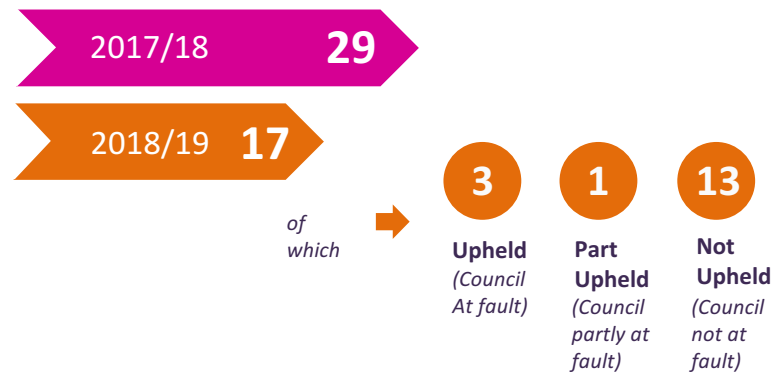 2017/18 29
2018/19 17
of
which
3
Upheld
(Council
At fault)
1
Part
Upheld
(Council
partly at
fault)
13
Not
Upheld
(Council
not at
fault)